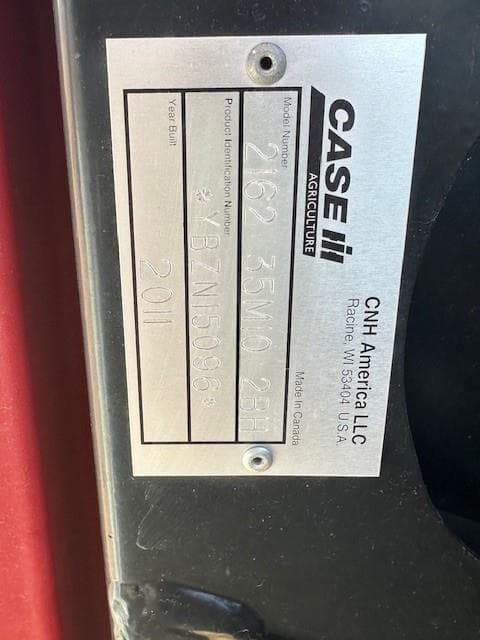 CASE IH
AGRICULTURE
CNH America LLC
Racine, WI 53404 U.S.A.
Model Number
Made In Canada
2162 35M10 2BH
Product Identification Number
*YBZN15096*
Year Built
2011